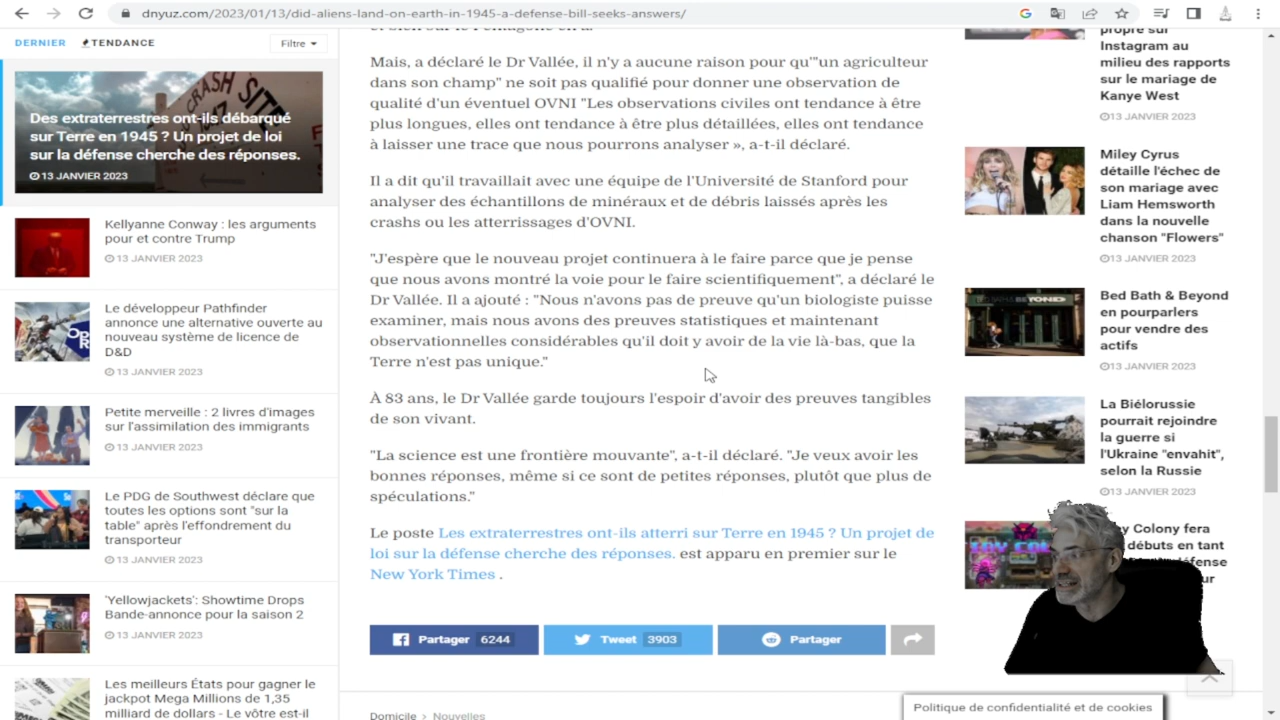 dnyuz.com/2023/01/13/did-aliens-land-on-earth-in-1945-a-defense-bill-seeks-answers/
DERNIER
TENDANCE
Filtre
CRASH SITE
Des extraterrestres ont-ils débarqué
sur Terre en 1945 ? Un projet de loi
sur la défense cherche des réponses.
13 JANVIER 2023
Kellyanne Conway : les arguments
pour et contre Trump
13 JANVIER 2023
Le développeur Pathfinder
annonce une alternative ouverte au
nouveau système de licence de
D&D
13 JANVIER 2023
Petite merveille : 2 livres d'images
sur l'assimilation des immigrants
13 JANVIER 2023
Le PDG de Southwest déclare que
toutes les options sont "sur la
table" après l'effondrement du
transporteur
13 JANVIER 2023
'Yellowjackets': Showtime Drops
Bande-annonce pour la saison 2
13 JANVIER 2023
Les meilleurs États pour gagner le
jackpot Mega Millions de 1,35
milliard de dollars - Le vôtre est-il
Mais, a déclaré le Dr Vallée, il n'y a aucune raison pour qu'"un agriculteur
dans son champ" ne soit pas qualifié pour donner une observation de
qualité d'un éventuel OVNI "Les observations civiles ont tendance à être
plus longues, elles ont tendance à être plus détaillées, elles ont tendance
à laisser une trace que nous pourrons analyser », a-t-il déclaré.
Il a dit qu'il travaillait avec une équipe de l'Université de Stanford pour
analyser des échantillons de minéraux et de débris laissés après les
crashs ou les atterrissages d'OVNI.
"J'espère que le nouveau projet continuera à le faire parce que je pense
que nous avons montré la voie pour le faire scientifiquement", a déclaré le
Dr Vallée. Il a ajouté : "Nous n'avons pas de preuve qu'un biologiste puisse
examiner, mais nous avons des preuves statistiques et maintenant
observationnelles considérables qu'il doit y avoir de la vie là-bas, que la
Terre n'est pas unique."
À 83 ans, le Dr Vallée garde toujours l'espoir d'avoir des preuves tangibles
de son vivant.
"La science est une frontière mouvante", a-t-il déclaré. "Je veux avoir les
bonnes réponses, même si ce sont de petites réponses, plutôt que plus de
spéculations."
Le poste Les extraterrestres ont-ils atterri sur Terre en 1945 ? Un projet de
loi sur la défense cherche des réponses. est apparu en premier sur le
New York Times .
Partager 6244
Tweet 3903
Partager
Domicile > Nouvelles
propre sur
Instagram au
milieu des rapports
sur le mariage de
Kanye West
13 JANVIER 2023
Miley Cyrus
détaille l'échec de
son mariage avec
Liam Hemsworth
dans la nouvelle
chanson "Flowers"
13 JANVIER 2023
Bed Bath & Beyond
en pourparlers
pour vendre des
actifs
13 JANVIER 2023
La Biélorussie
pourrait rejoindre
la guerre si
l'Ukraine "envahit",
selon la Russie
13 JANVIER 2023
Colony fera
débuts en tant
Politique de confidentialité et de cookies